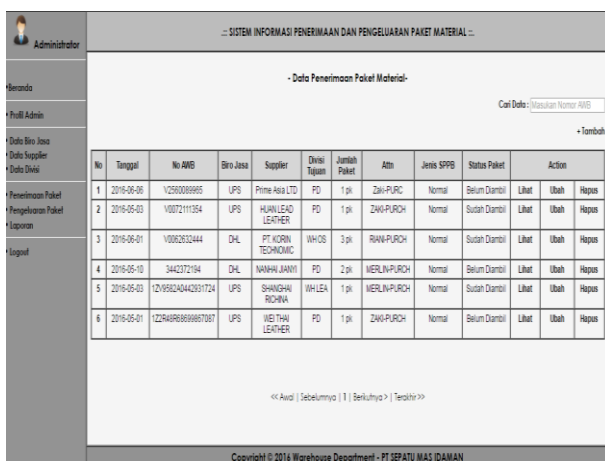 Administrator
.:: SISTEM INFORMASI PENERIMAAN DAN PENGELUARAN PAKET MATERIAL ::.
Beranda
Profil Admin
Data Biro Jasa
Data Supplier
Data Divisi
Penerimaan Paket
Pengeluaran Paket
Laporan
Logout
- Data Penerimaan Paket Material-
Cari Data : Masukan Nomor AWB
+Tambah
No Tanggal No AWB Biro Jasa Supplier Divisi Tujuan Jumlah Paket Attn Jenis SPPB Status Paket Action
1 2016-06-06 V2560089965 UPS Prime Asia LTD PD 1 pk Zaki-PURC Normal Belum Diambil Lihat Ubah Hapus
2 2016-05-03 V0072111354 UPS HUAN LEAD LEATHER PD 1 pk ZAKI-PURCH Normal Sudah Diambil Lihat Ubah Hapus
3 2016-06-01 V0062632444 DHL PT. KORIN TECHNOMIC WH OS 3 pk RIANI-PURCH Normal Sudah Diambil Lihat Ubah Hapus
4 2016-05-10 3442372194 DHL NANHAI JIANYI PD 2 pk MERLIN-PURCH Normal Belum Diambil Lihat Ubah Hapus
5 2016-05-03 1ZV9582A0442931724 UPS SHANGHAI RICHINA WH LEA 1 pk MERLIN-PURCH Normal Sudah Diambil Lihat Ubah Hapus
6 2016-05-01 1Z2R48R68699857087 UPS WEI THAI LEATHER PD 1 pk ZAKI-PURCH Normal Belum Diambil Lihat Ubah Hapus
<< Awal | Sebelumnya | 1 | Berikutnya > | Terakhir >>
Copyright © 2016 Warehouse Department - PT SEPATU MAS IDAMAN